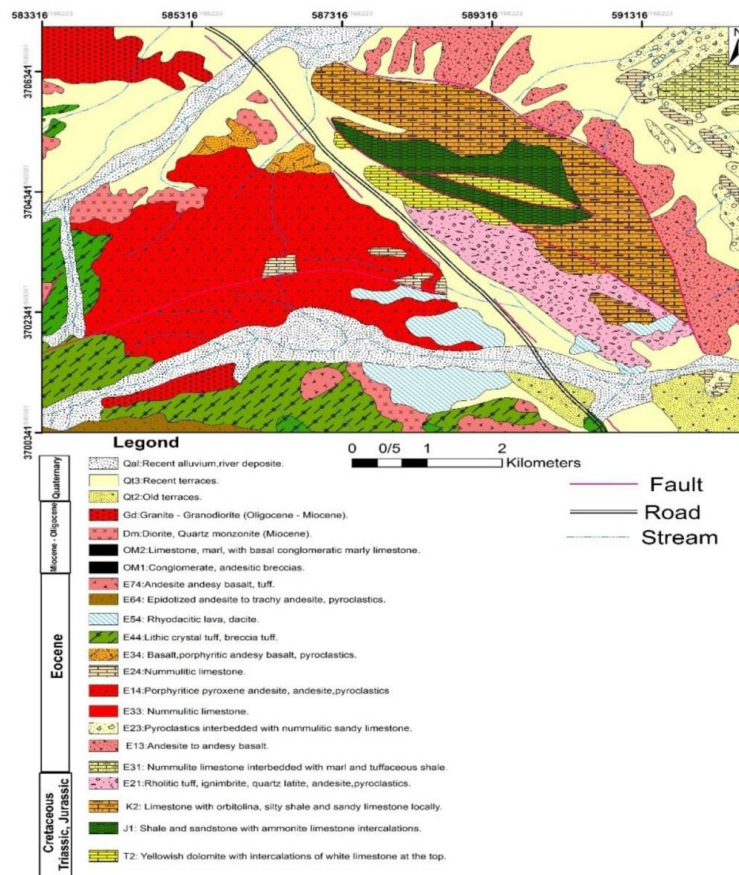 583316 585316 587316 589316 591316
N
3706341
3704341
3702341
3700341
Legond
0 0/5 1 2
Kilometers
Fault
Road
Stream
Quaternary
Qal:Recent alluvium,river deposite.
Qt3:Recent terraces.
Qt2:Old terraces.
Miocene - Oligocene
Gd:Granite - Granodiorite (Oligocene - Miocene).
Dm:Diorite, Quartz monzonite (Miocene).
OM2:Limestone, marl, with basal conglomeratic marly limestone.
OM1:Conglomerate, andesitic breccias.
Eocene
E74:Andesite andesy basalt, tuff.
E64: Epidotized andesite to trachy andesite, pyroclastics.
E54: Rhyodacitic lava, dacite.
E44:Lithic crystal tuff, breccia tuff.
E34: Basalt,porphyritic andesy basalt, pyroclastics.
E24:Nummulitic limestone.
E14:Porphyritice pyroxene andesite, andesite,pyroclastics
E33: Nummulitic limestone.
E23:Pyroclastics interbedded with nummulitic sandy limestone.
E13:Andesite to andesy basalt.
E31: Nummulite limestone interbedded with marl and tuffaceous shale.
Cretaceous
Triassic, Jurassic
E21:Rholitic tuff, ignimbrite, quartz latite, andesite,pyroclastics.
K2: Limestone with orbitolina, silty shale and sandy limestone locally.
J1: Shale and sandstone with ammonite limestone intercalations.
T2: Yellowish dolomite with intercalations of white limestone at the top.